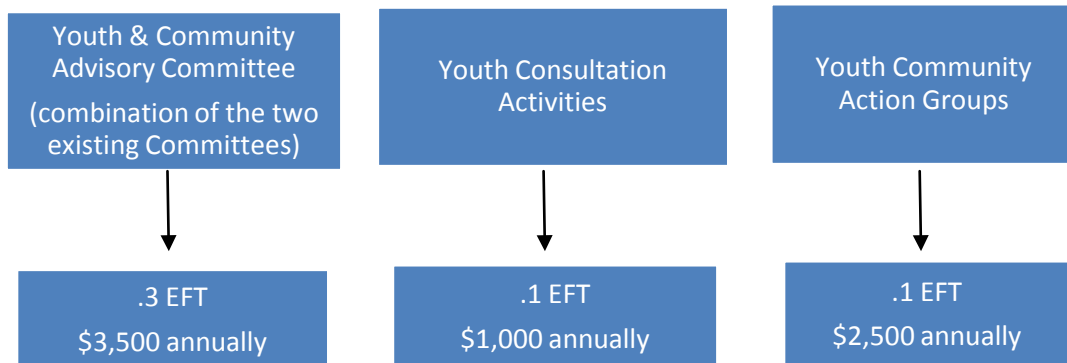 Youth & Community
Advisory Committee
(combination of the two
existing Committees)
Youth Consultation
Activities
Youth Community
Action Groups
.3 EFT
$3,500 annually
.1 EFT
$1,000 annually
.1 EFT
$2,500 annually